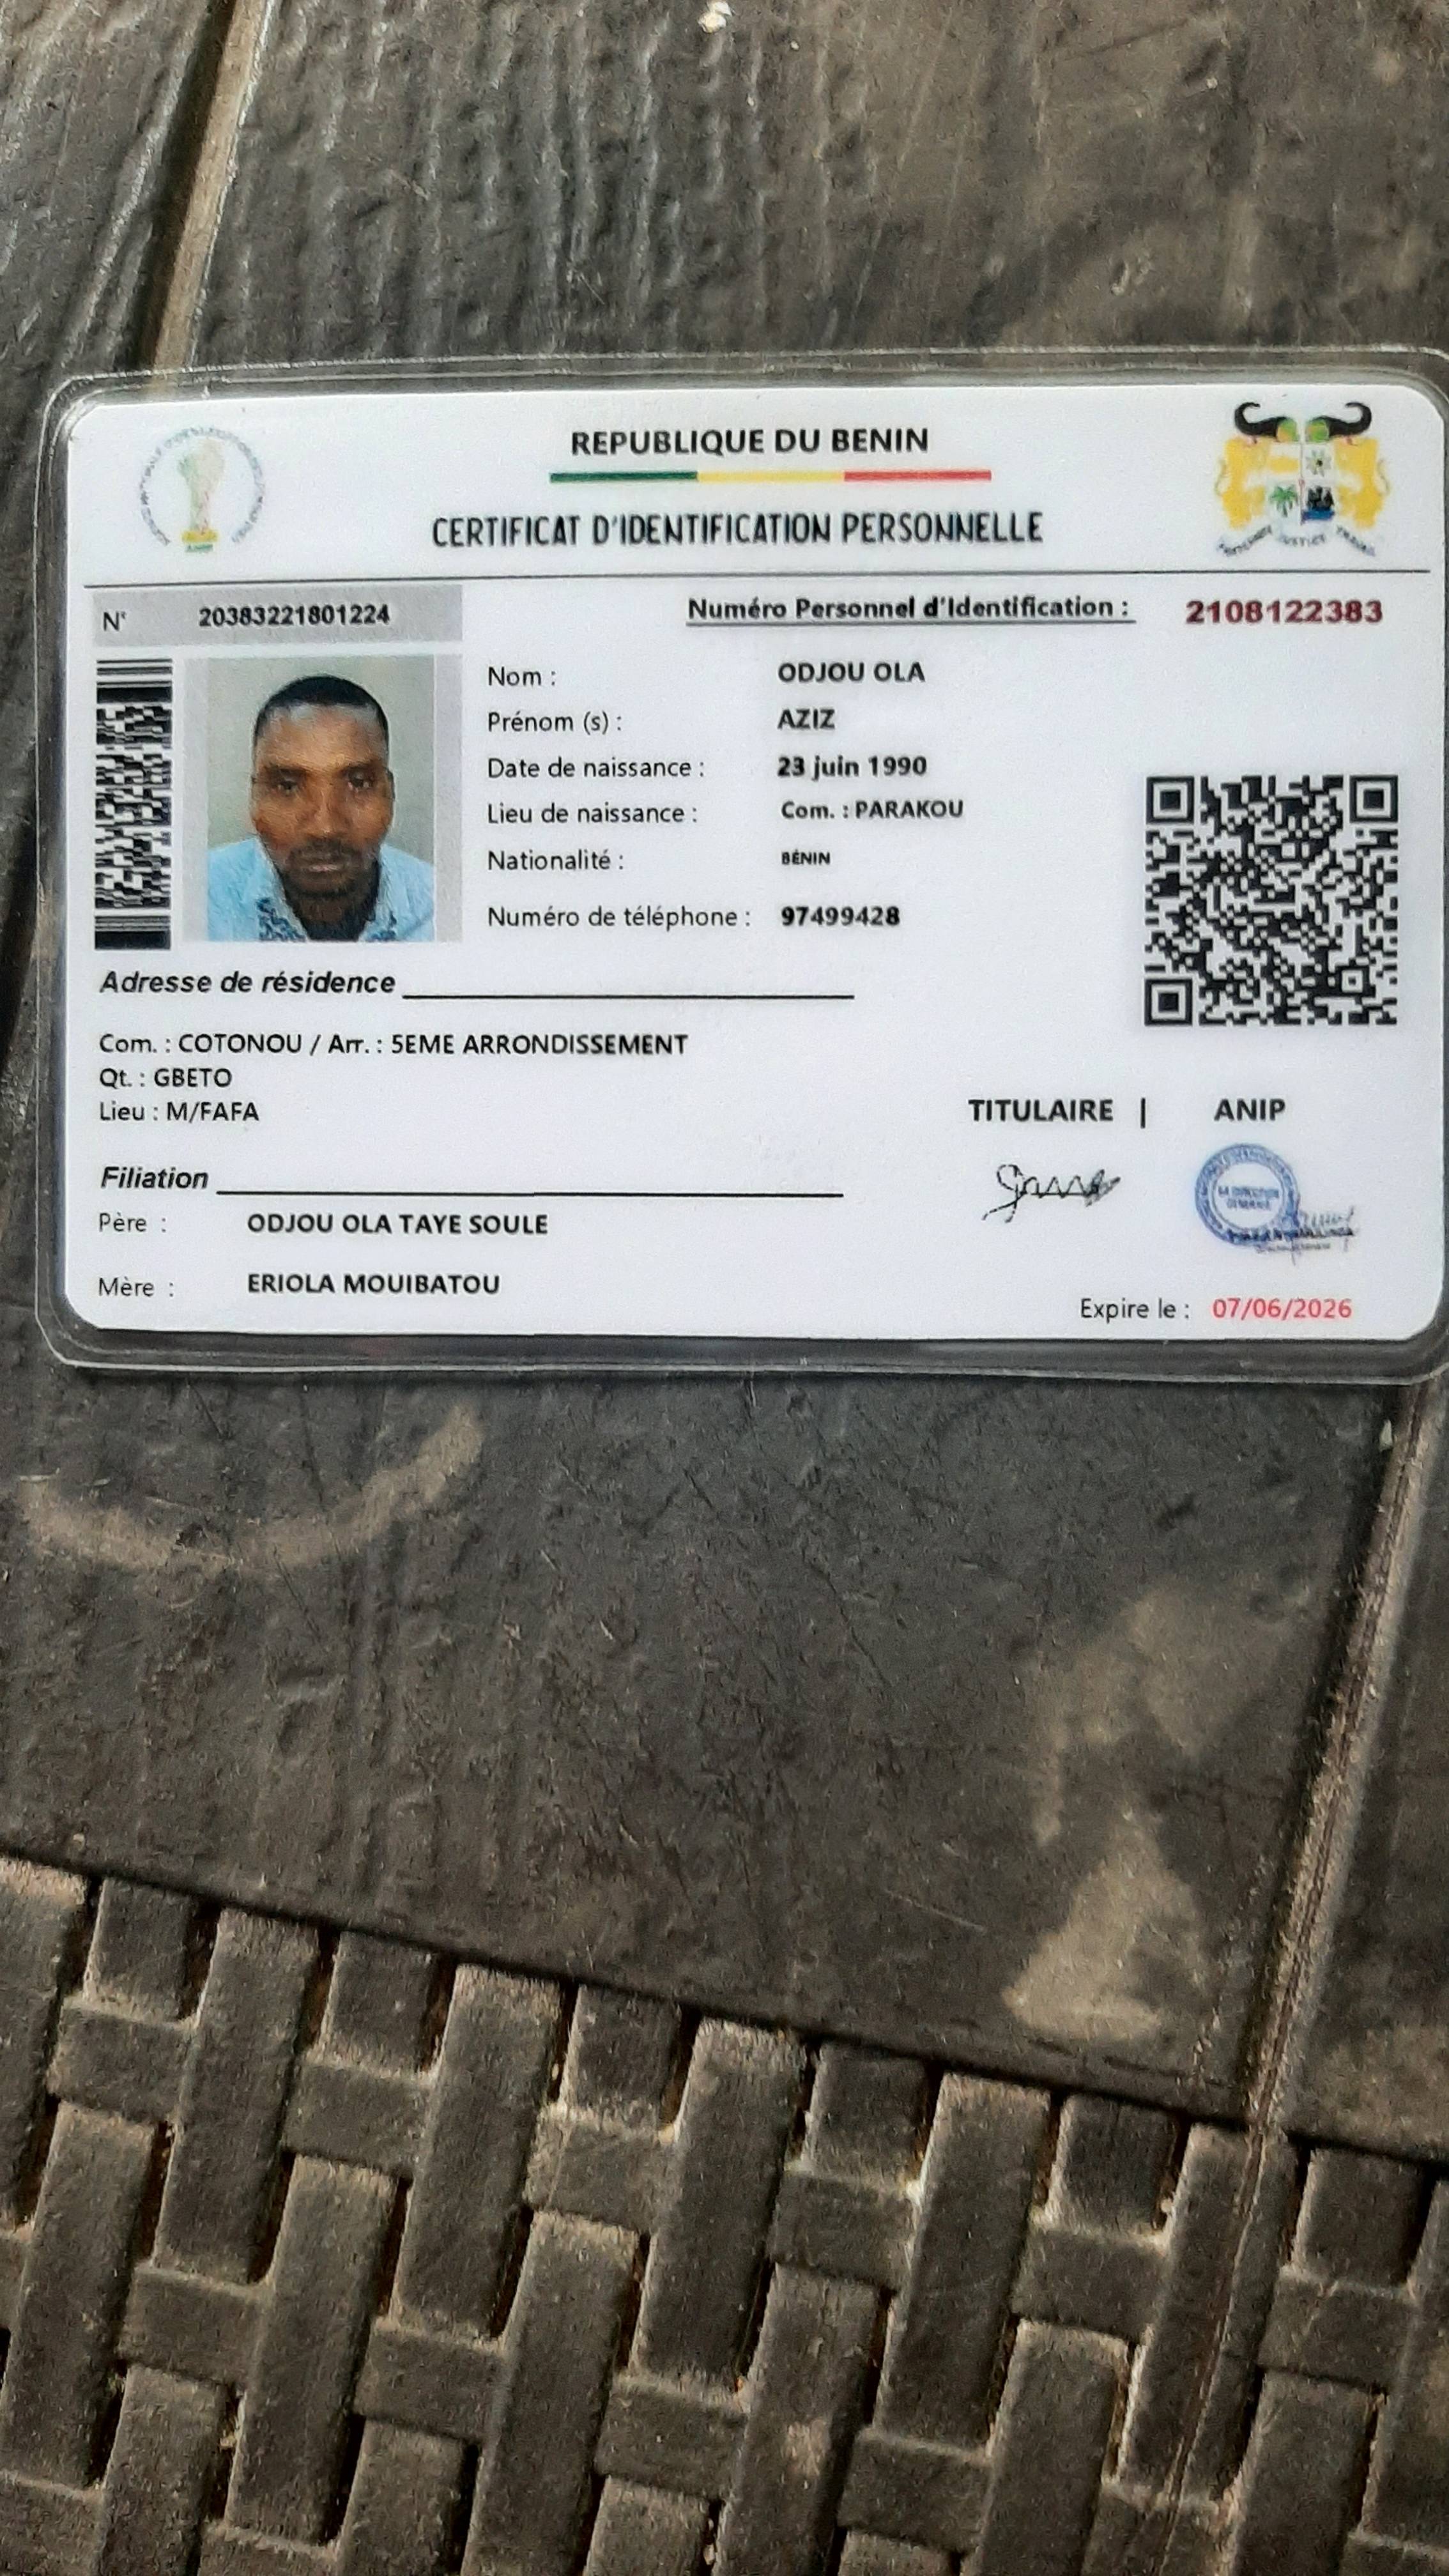 REPUBLIQUE DU BENIN
CERTIFICAT D'IDENTIFICATION PERSONNELLE
N° 20383221801224
Numéro Personnel d'Identification : 2108122383
Nom : ODJOU OLA
Prénom (s) : AZIZ
Date de naissance : 23 juin 1990
Lieu de naissance : Com. : PARAKOU
Nationalité : BÉNIN
Numéro de téléphone : 97499428
Adresse de résidence
Com. : COTONOU / Arr. : 5EME ARRONDISSEMENT
Qt. : GBETO
Lieu : M/FAFA
TITULAIRE | ANIP
LA DIRECTION
GENERALE
Filiation
Père : ODJOU OLA TAYE SOULE
Mère : ERIOLA MOUIBATOU
Expire le : 07/06/2026